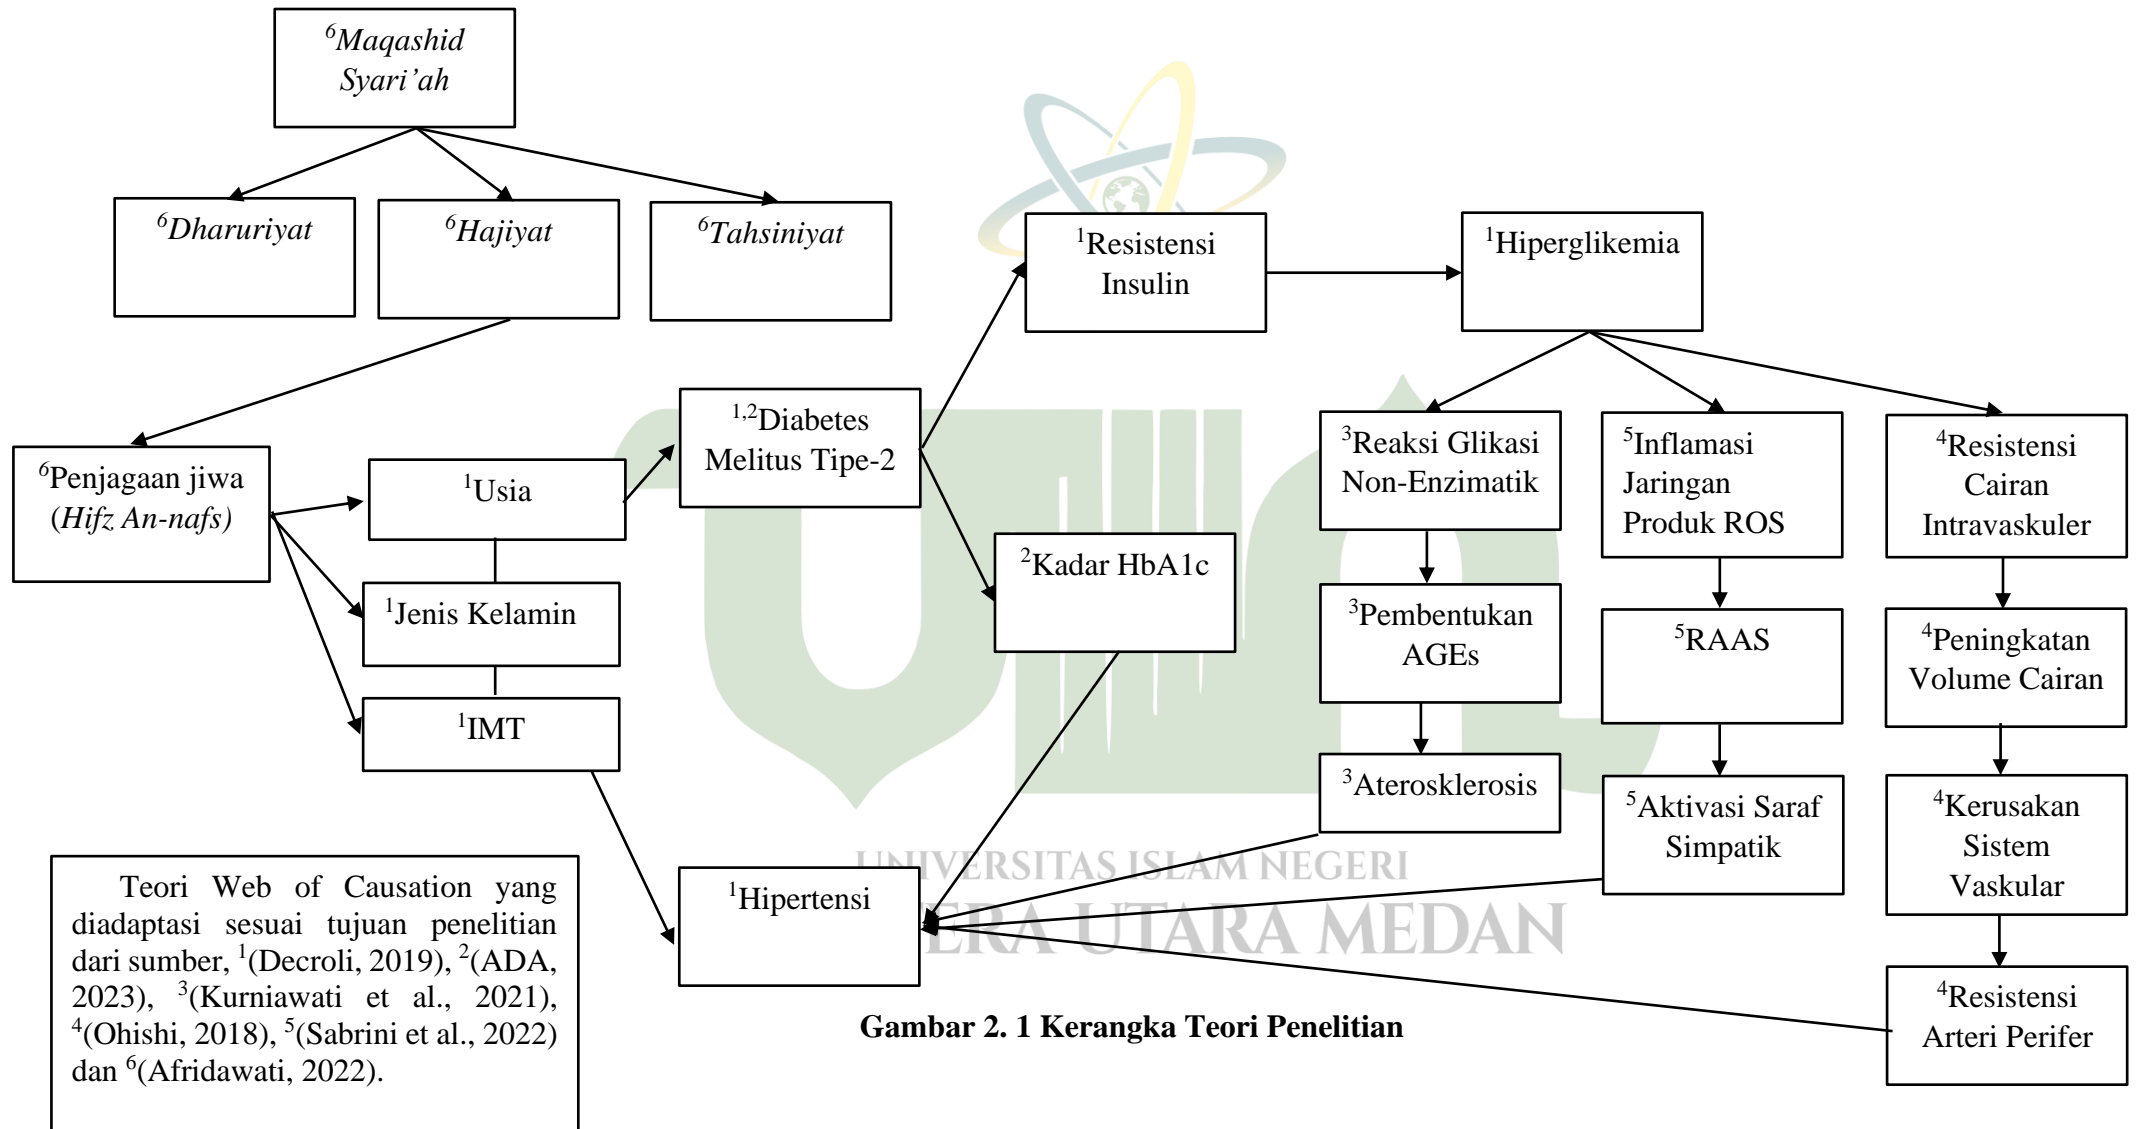 ⁶Maqashid
Syari’ah
⁶Dharuriyat
⁶Hajiyat
⁶Tahsiniyat
¹Resistensi
Insulin
¹Hiperglikemia
⁶Penjagaan jiwa
(Hifz An-nafs)
¹Usia
¹Jenis Kelamin
¹IMT
¹,²Diabetes
Melitus Tipe-2
²Kadar HbA1c
³Reaksi Glikasi
Non-Enzimatik
⁵Inflamasi
Jaringan
Produk ROS
⁴Resistensi
Cairan
Intravaskuler
³Pembentukan
AGEs
⁵RAAS
⁴Peningkatan
Volume Cairan
³Aterosklerosis
⁵Aktivasi Saraf
Simpatik
⁴Kerusakan
Sistem
Vaskular
⁴Resistensi
Arteri Perifer
¹Hipertensi
UNIVERSITAS ISLAM NEGERI
TERA UTARA MEDAN
Teori Web of Causation yang
diadaptasi sesuai tujuan penelitian
dari sumber, ¹(Decroli, 2019), ²(ADA,
2023), ³(Kurniawati et al., 2021),
⁴(Ohishi, 2018), ⁵(Sabrini et al., 2022)
dan ⁶(Afridawati, 2022).
Gambar 2. 1 Kerangka Teori Penelitian